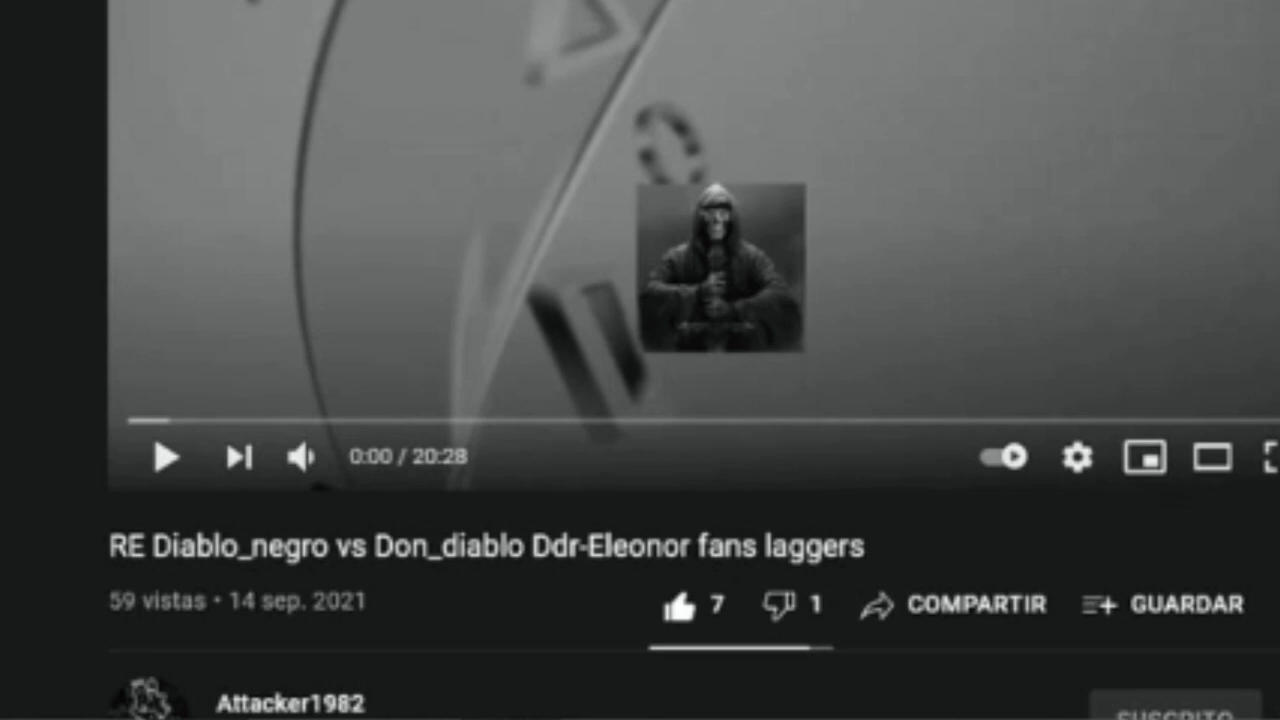 0:00 / 20:28
RE Diablo_negro vs Don_diablo Ddr-Eleonor fans laggers
59 vistas • 14 sep. 2021
7
1
COMPARTIR
GUARDAR
Attacker1982
SUSCRITO